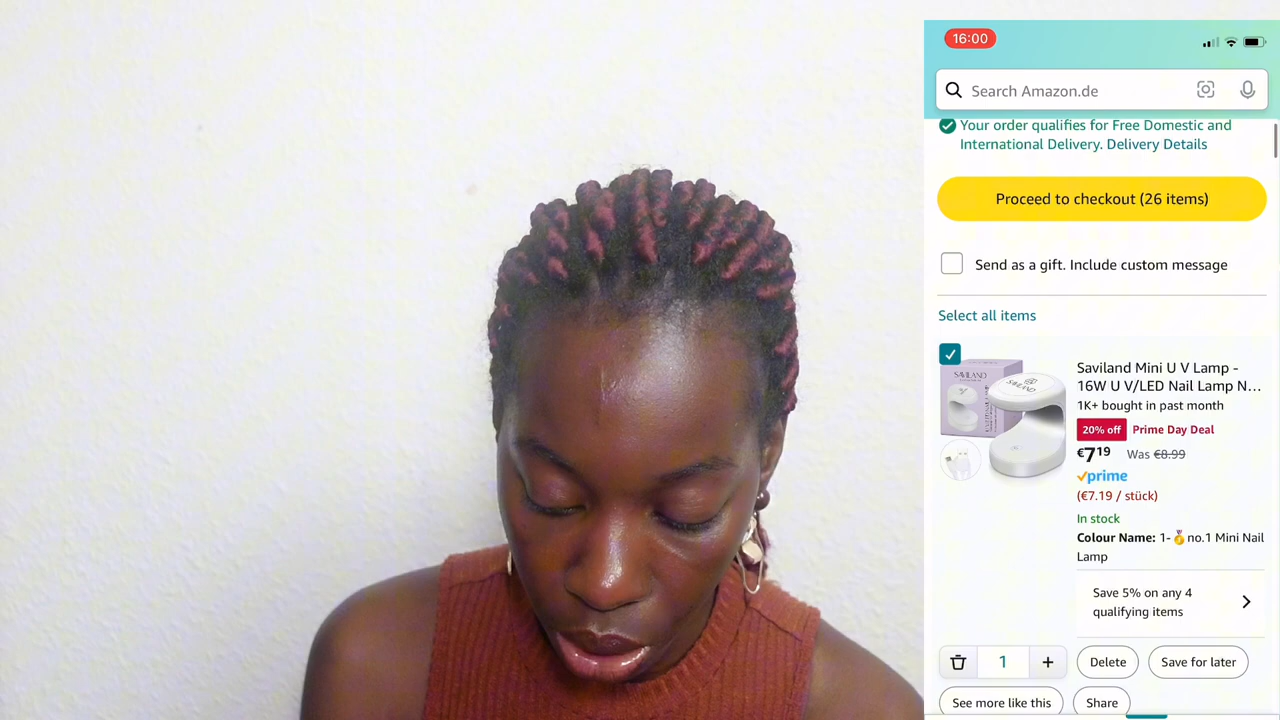 16:00
Search Amazon.de
Your order qualifies for Free Domestic and
International Delivery. Delivery Details
Proceed to checkout (26 items)
Send as a gift. Include custom message
Select all items
SAVILAND
SAVILAND
Saviland Mini U V Lamp -
16W U V/LED Nail Lamp N...
1K+ bought in past month
20% off Prime Day Deal
€719 Was €8.99
prime
(€7.19 / stück)
In stock
Colour Name: 1-🥇no.1 Mini Nail
Lamp
Save 5% on any 4
qualifying items
1
Delete
Save for later
See more like this
Share